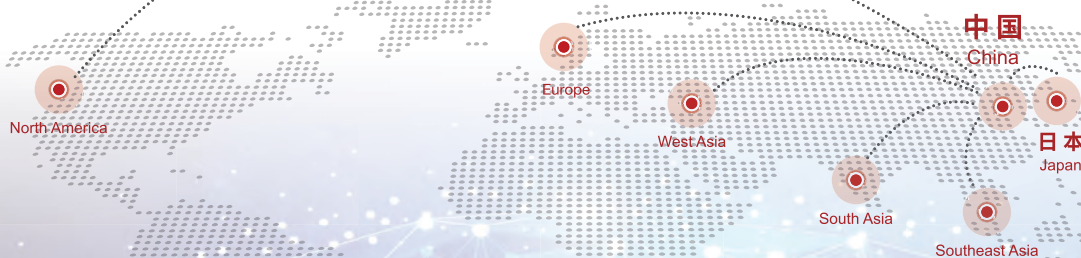 中国
China
Europe
North America
West Asia
日本
Japan
South Asia
Southeast Asia